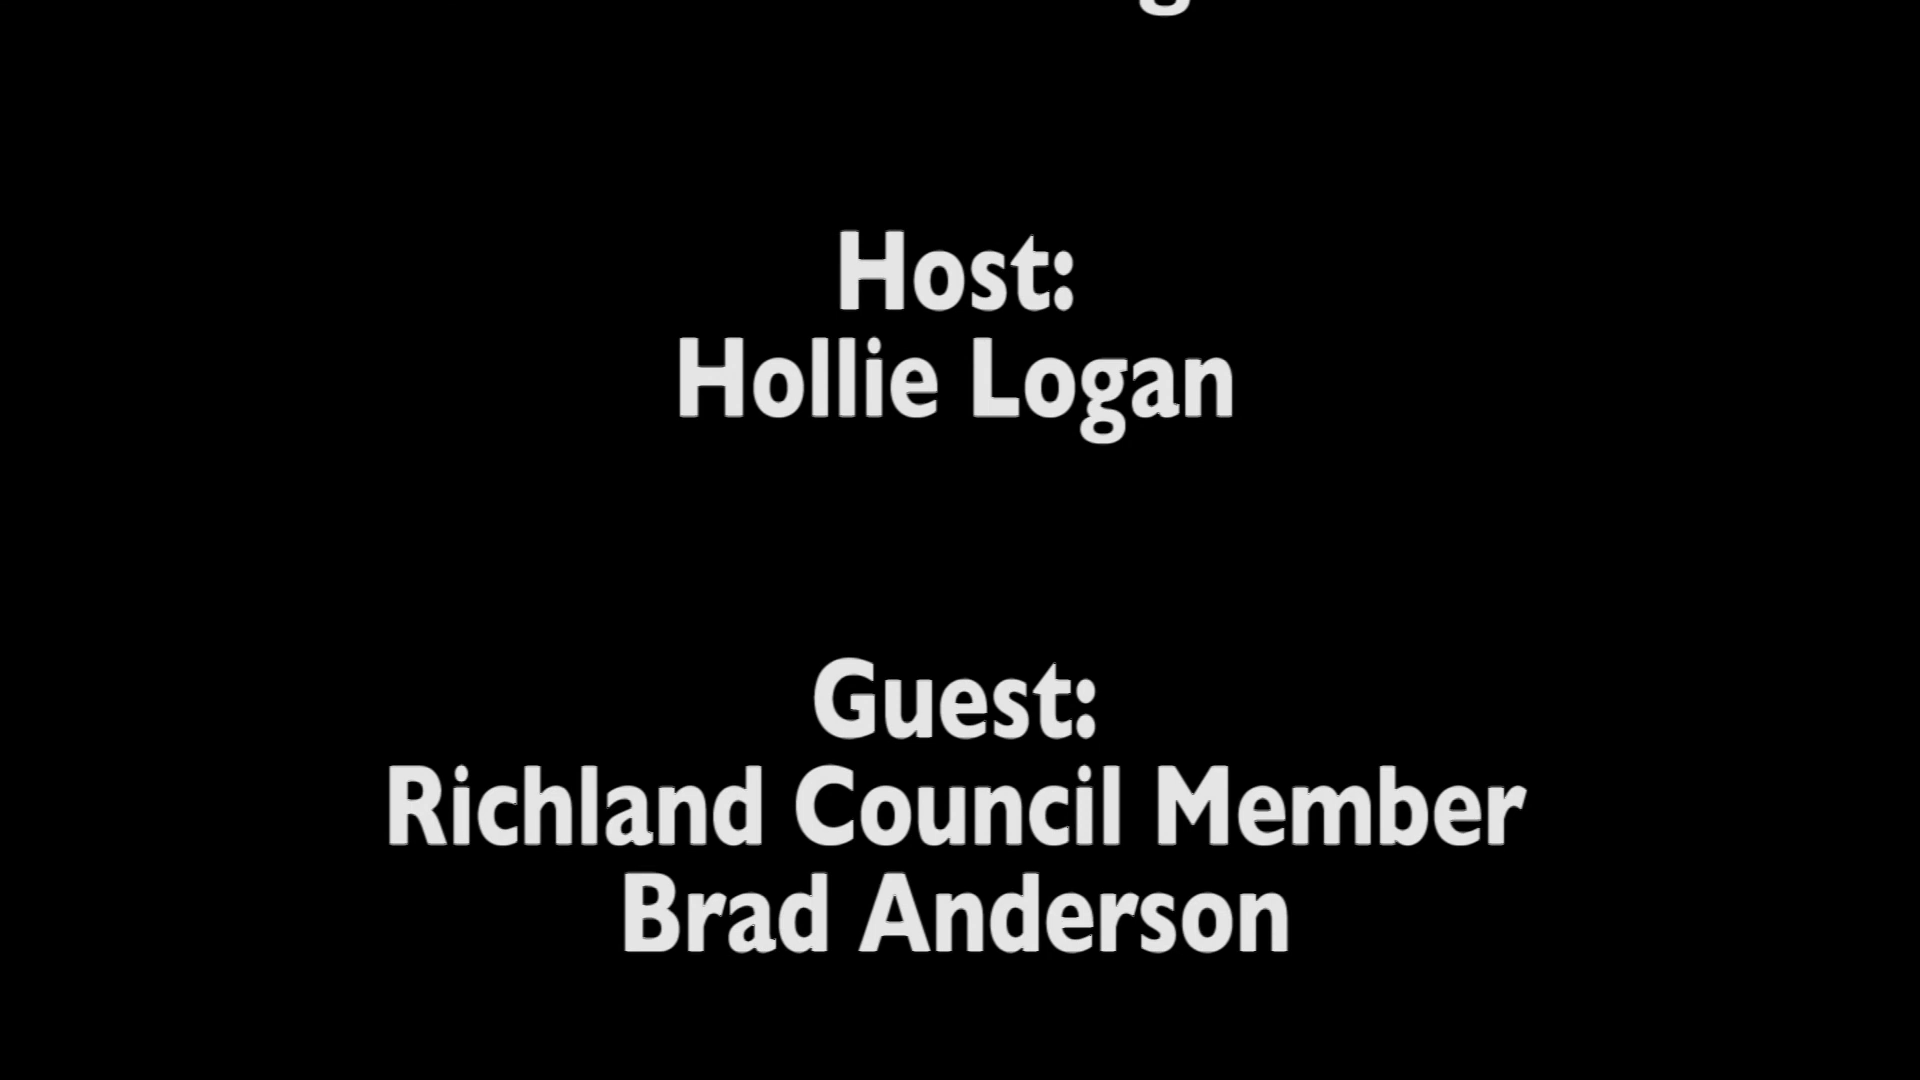 Host:
Hollie Logan
Guest:
Richland Council Member
Brad Anderson